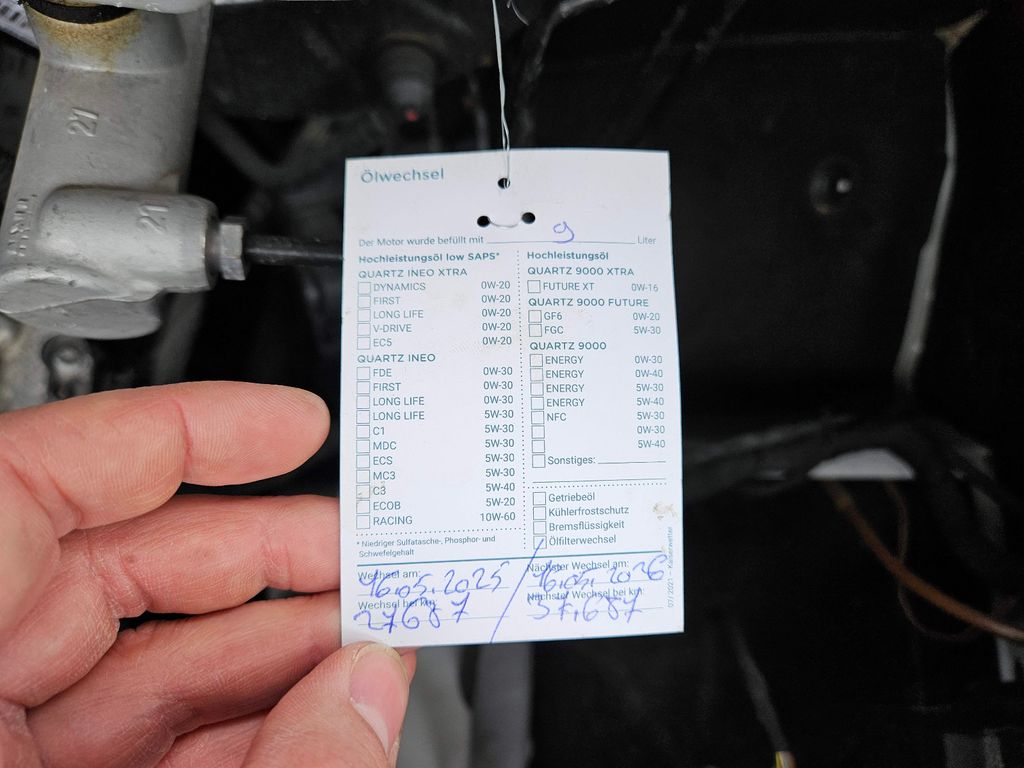 21
21
Ölwechsel
Der Motor wurde befüllt mit 9 Liter
Hochleistungsöl low SAPS*
QUARTZ INEO XTRA
DYNAMICS 0W-20
FIRST 0W-20
LONG LIFE 0W-20
V-DRIVE 0W-20
EC5 0W-20
QUARTZ INEO
FDE 0W-30
FIRST 0W-30
LONG LIFE 0W-30
LONG LIFE 5W-30
C1 5W-30
MDC 5W-30
ECS 5W-30
MC3 5W-30
C3 5W-40
ECOB 5W-20
RACING 10W-60
* Niedriger Sulfatasche-, Phosphor- und
Schwefelgehalt
Hochleistungsöl
QUARTZ 9000 XTRA
FUTURE XT 0W-16
QUARTZ 9000 FUTURE
GF6 0W-20
FGC 5W-30
QUARTZ 9000
ENERGY 0W-30
ENERGY 0W-40
ENERGY 5W-30
ENERGY 5W-40
NFC 5W-30
0W-30
5W-40
Sonstiges:
Getriebeöl
Kühlerfrostschutz
Bremsflüssigkeit
Ölfilterwechsel
Wechsel am: 16.05.2025
Wechsel bei km: 27687
Nächster Wechsel am: 16.05.2026
Nächster Wechsel bei km: 37.687
07/2021 – Kaiserwetter